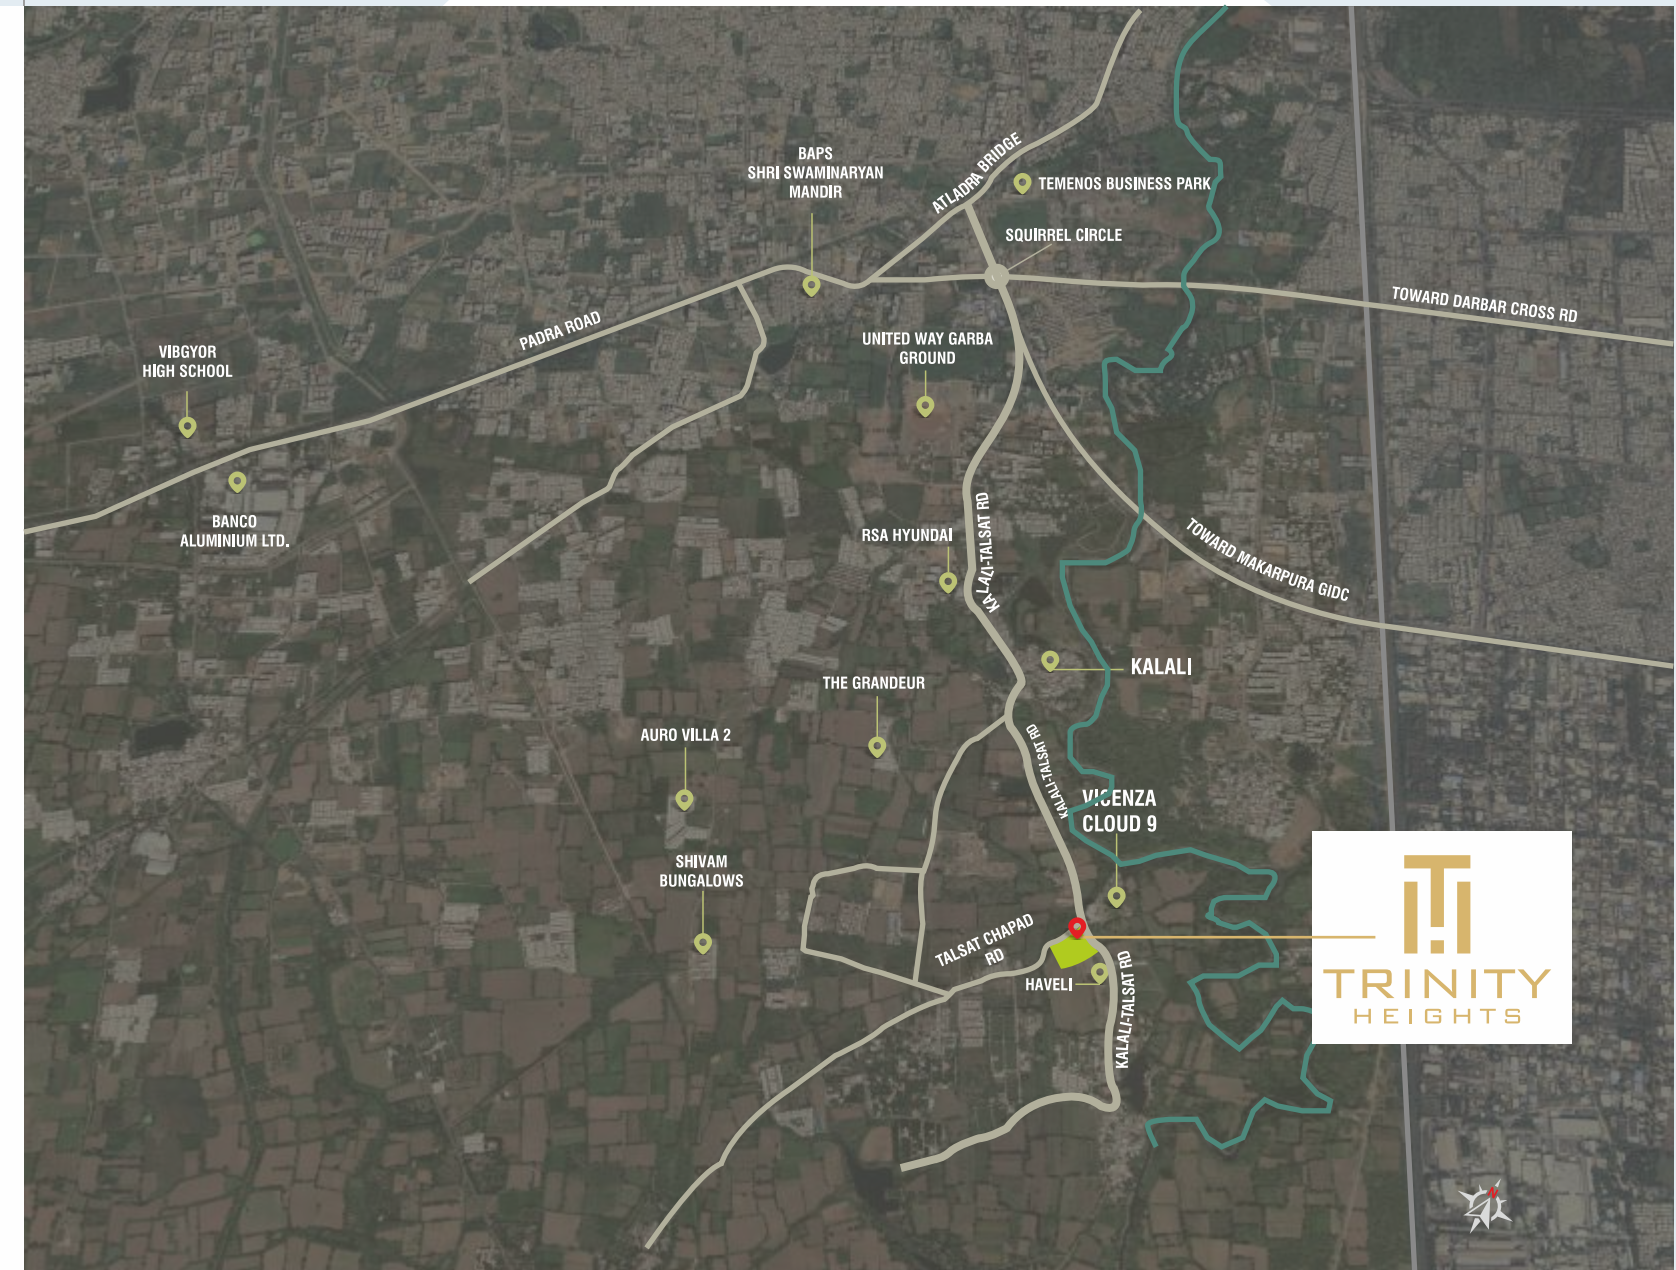 BAPS
SHRI SWAMINARYAN
MANDIR
ATLADRA BRIDGE
TEMENOS BUSINESS PARK
SQUIRREL CIRCLE
TOWARD DARBAR CROSS RD
PADRA ROAD
UNITED WAY GARBA
GROUND
VIBGYOR
HIGH SCHOOL
BANCO
ALUMINIUM LTD.
RSA HYUNDAI
KALALI-TALSAT RD
TOWARD MAKARPURA GIDC
KALALI
THE GRANDEUR
AURO VILLA 2
KALALI-TALSAT RD
VICENZA
CLOUD 9
SHIVAM
BUNGALOWS
TALSAT CHAPAD
RD
HAVELI
KALALI-TALSAT RD
TRINITY
HEIGHTS
N